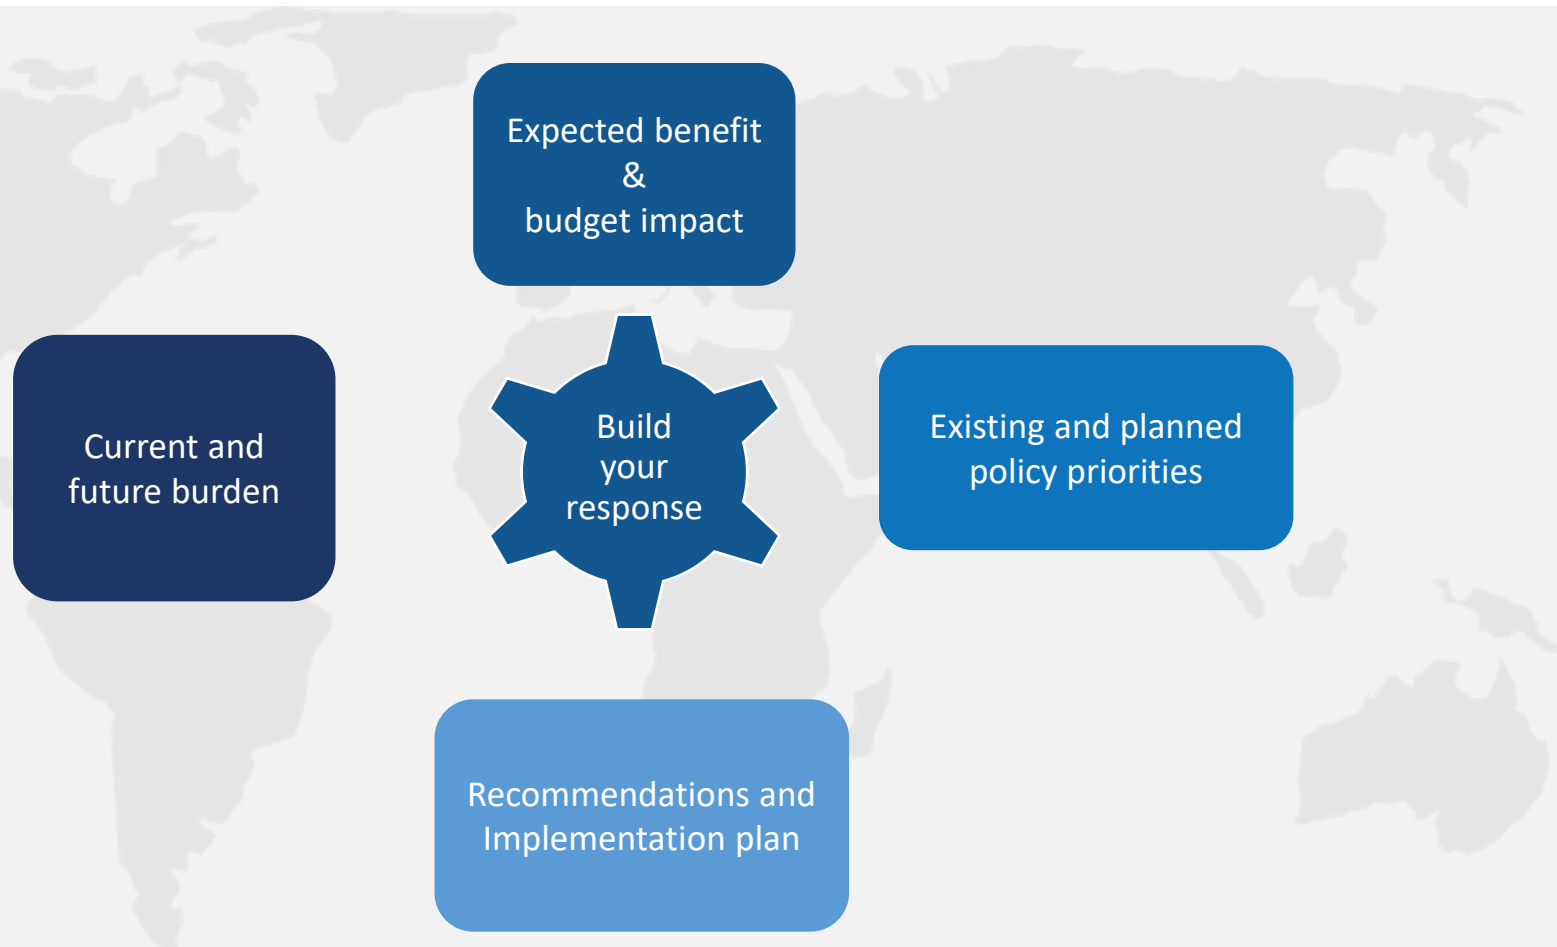 Expected benefit
&
budget impact
Current and
future burden
Build
your
response
Existing and planned
policy priorities
Recommendations and
Implementation plan